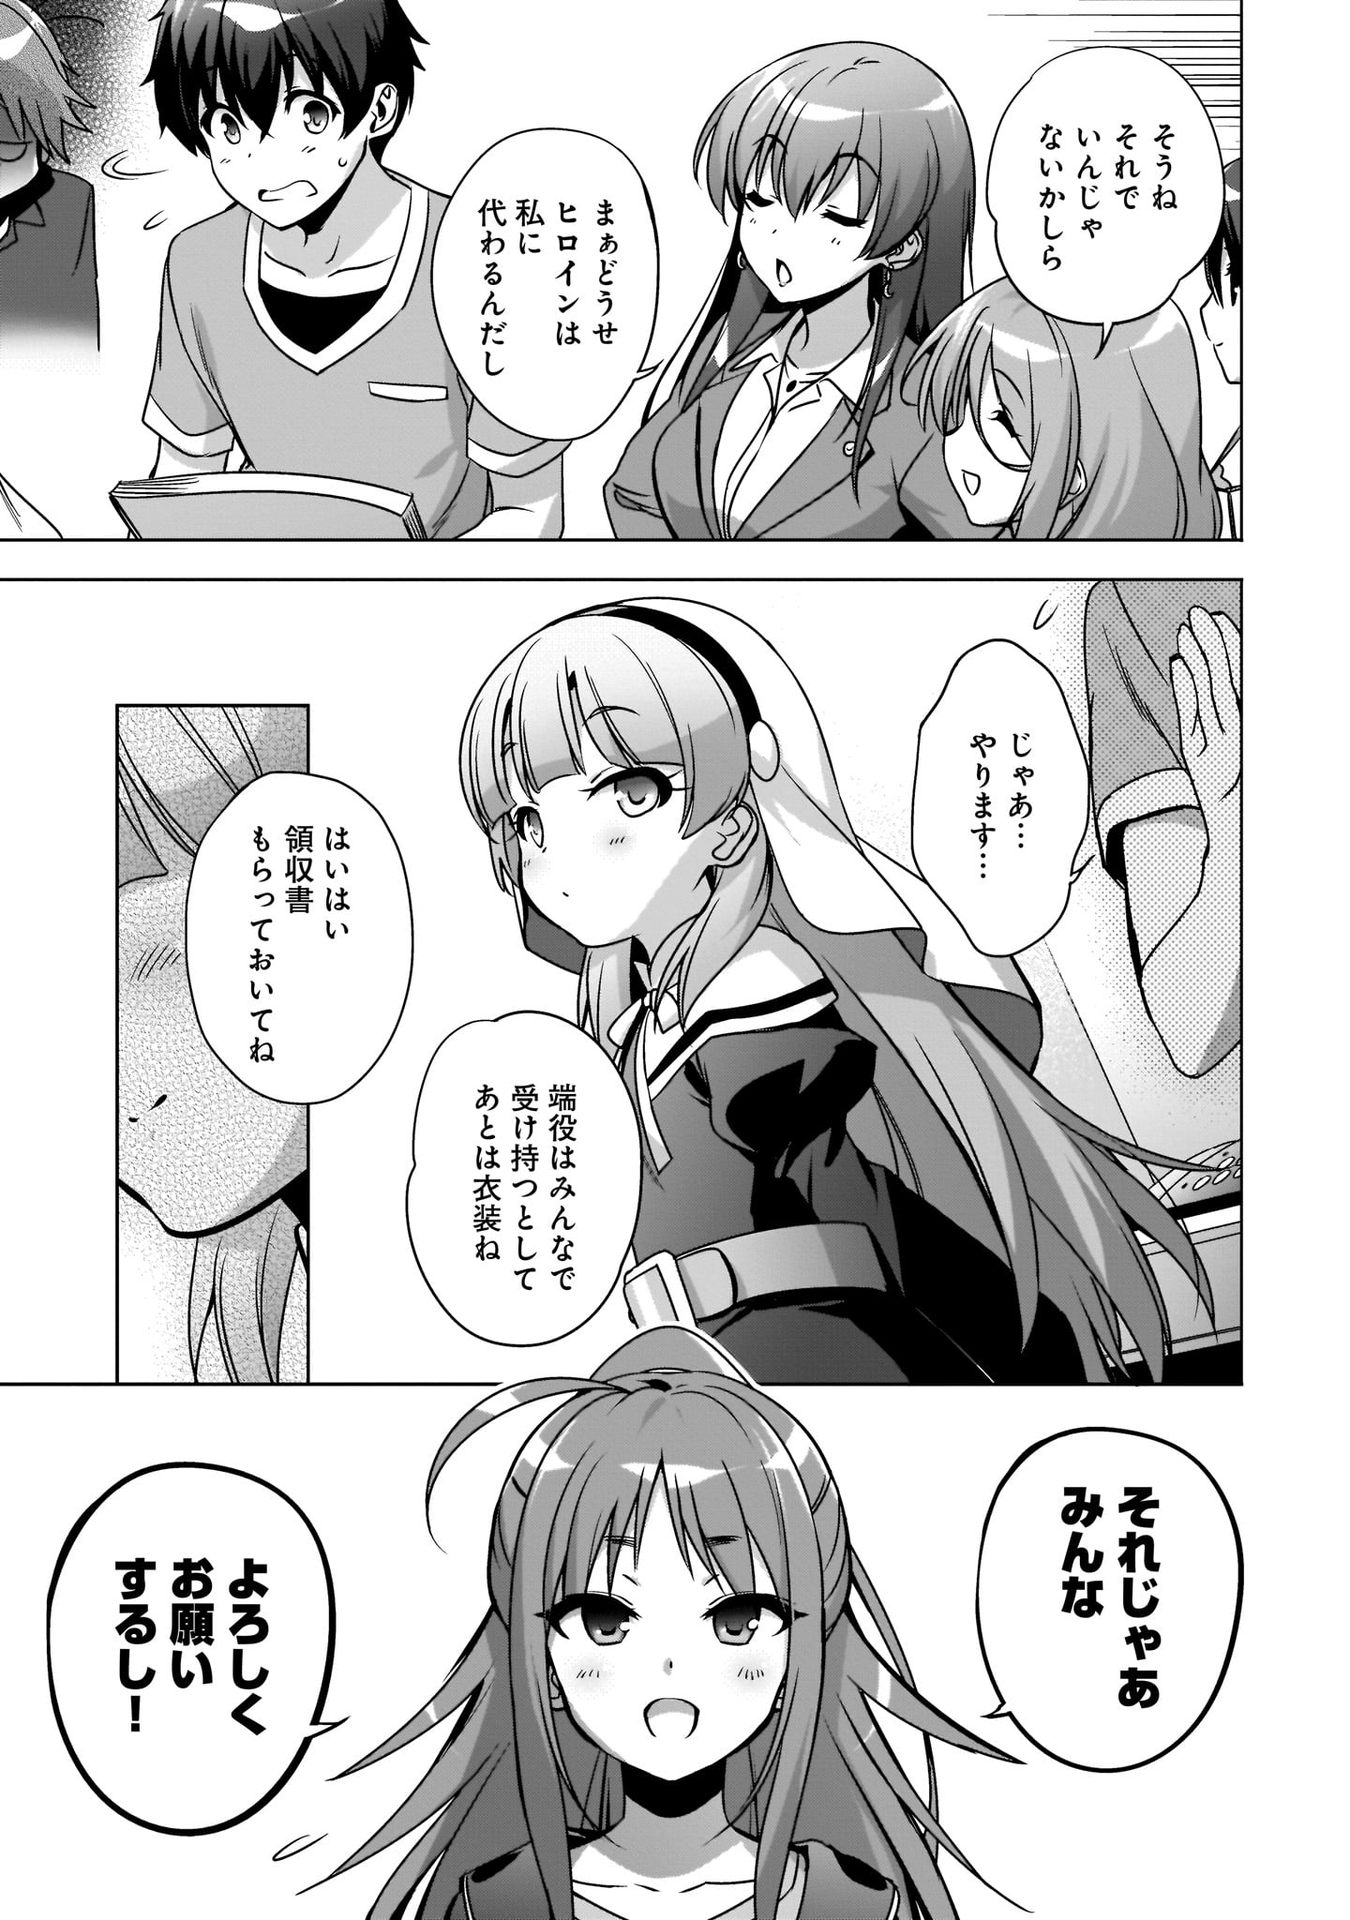 そうね
それで
いんじゃ
ないかしら
まぁどうせ
ヒロインは
私に
代わるんだし
じゃあ…
やります…
端役はみんなで
受け持つとして
あとは衣装ね
はいはい
領収書
もらっておいてね
それじゃあ
みんな
よろしく
お願い
するし!